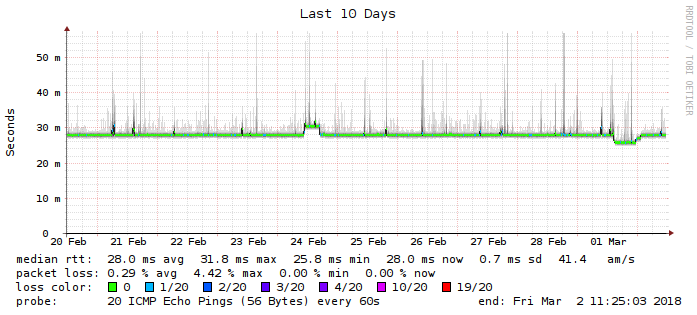 Last 10 Days
RRDTOOL / TOBI OETIKER
Seconds
50 m
40 m
30 m
20 m
10 m
0
20 Feb 21 Feb 22 Feb 23 Feb 24 Feb 25 Feb 26 Feb 27 Feb 28 Feb 01 Mar
median rtt: 28.0 ms avg 31.8 ms max 25.8 ms min 28.0 ms now 0.7 ms sd 41.4 am/s
packet loss: 0.29 % avg 4.42 % max 0.00 % min 0.00 % now
loss color: 0 1/20 2/20 3/20 4/20 10/20 19/20
probe: 20 ICMP Echo Pings (56 Bytes) every 60s end: Fri Mar 2 11:25:03 2018